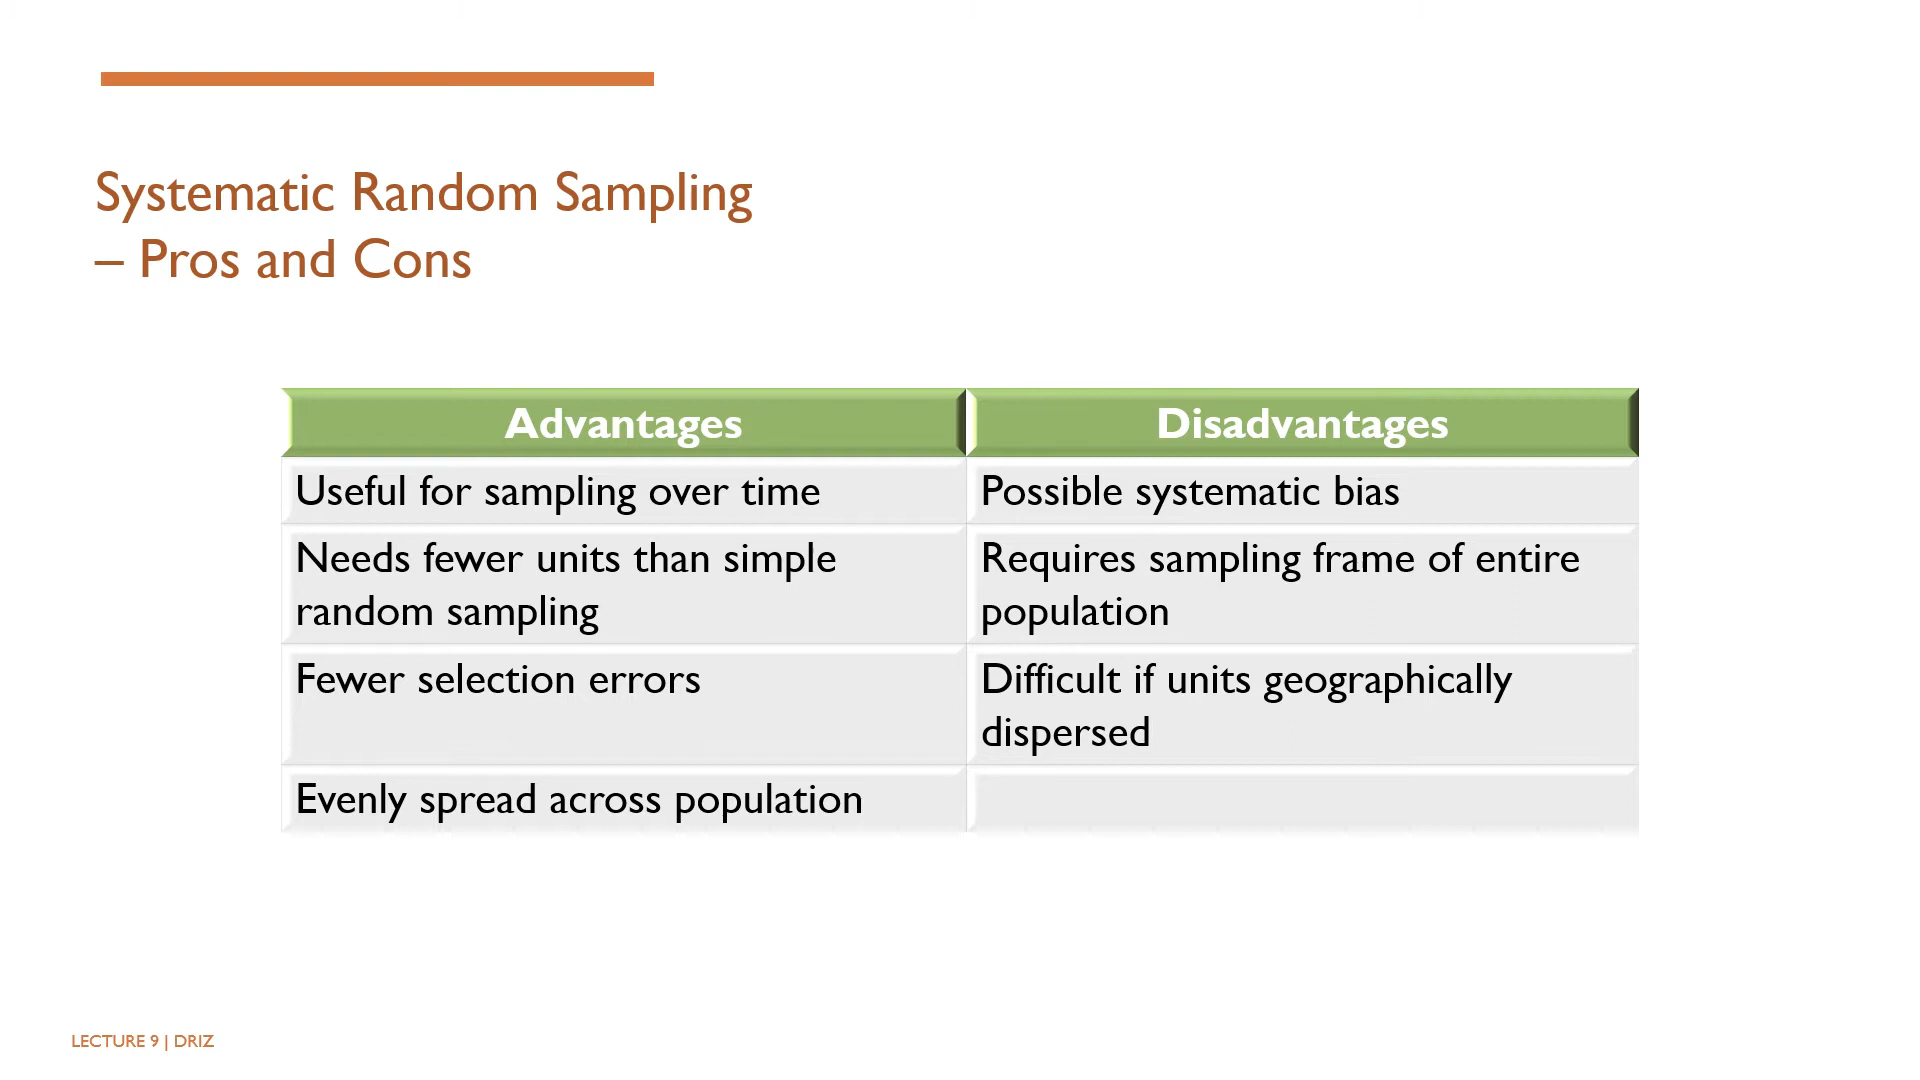 Systematic Random Sampling
– Pros and Cons
Advantages
Disadvantages
Useful for sampling over time
Possible systematic bias
Needs fewer units than simple
random sampling
Requires sampling frame of entire
population
Fewer selection errors
Difficult if units geographically
dispersed
Evenly spread across population
LECTURE 9 | DRIZ